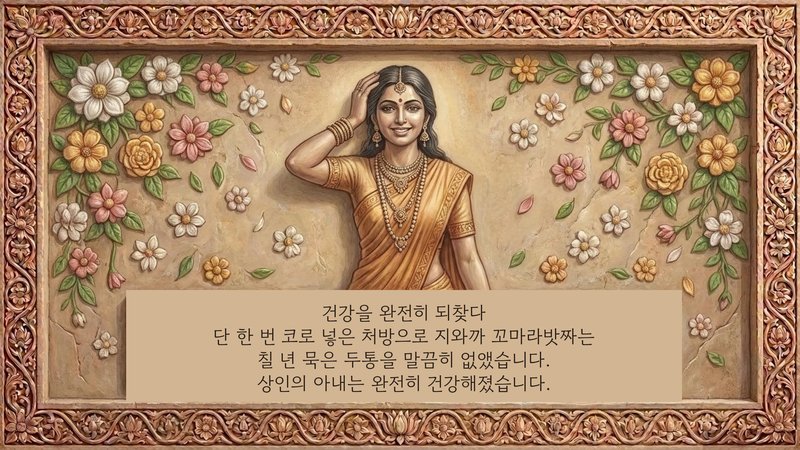 건강을 완전히 되찾다
단 한 번 코로 넣은 처방으로 지와까 꼬마라밧짜는
칠 년 묵은 두통을 말끔히 없앴습니다.
상인의 아내는 완전히 건강해졌습니다.